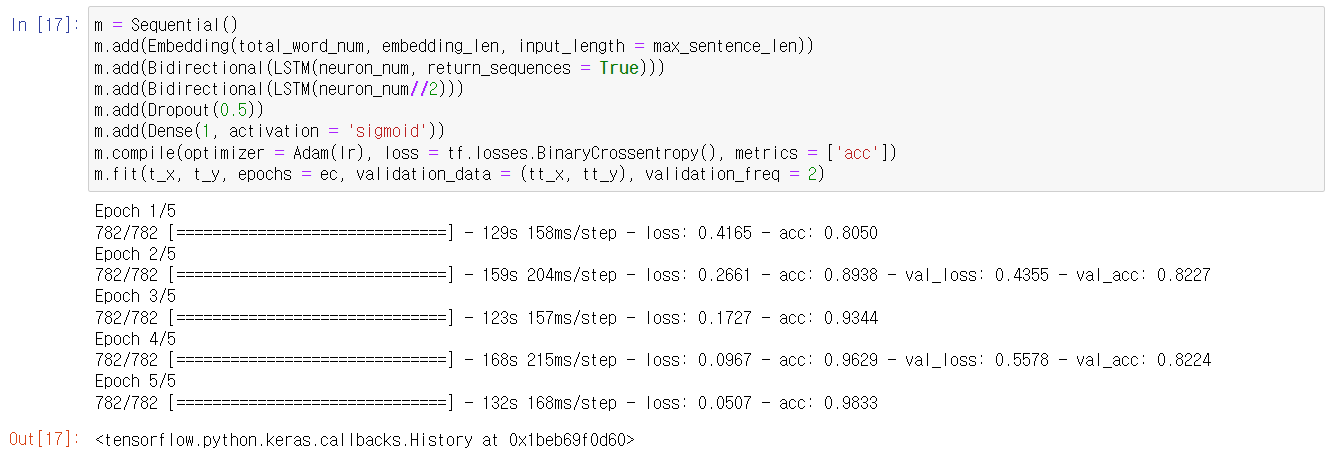 In [17]: m = Sequential()
m.add(Embedding(total_word_num, embedding_len, input_length = max_sentence_len))
m.add(Bidirectional(LSTM(neuron_num, return_sequences = True)))
m.add(Bidirectional(LSTM(neuron_num//2)))
m.add(Dropout(0.5))
m.add(Dense(1, activation = 'sigmoid'))
m.compile(optimizer = Adam(lr), loss = tf.losses.BinaryCrossentropy(), metrics = ['acc'])
m.fit(t_x, t_y, epochs = ec, validation_data = (tt_x, tt_y), validation_freq = 2)
Epoch 1/5
782/782 [==============================] - 129s 158ms/step - loss: 0.4165 - acc: 0.8050
Epoch 2/5
782/782 [==============================] - 159s 204ms/step - loss: 0.2661 - acc: 0.8938 - val_loss: 0.4355 - val_acc: 0.8227
Epoch 3/5
782/782 [==============================] - 123s 157ms/step - loss: 0.1727 - acc: 0.9344
Epoch 4/5
782/782 [==============================] - 168s 215ms/step - loss: 0.0967 - acc: 0.9629 - val_loss: 0.5578 - val_acc: 0.8224
Epoch 5/5
782/782 [==============================] - 132s 168ms/step - loss: 0.0507 - acc: 0.9833
Out[17]: <tensorflow.python.keras.callbacks.History at 0x1beb69f0d60>